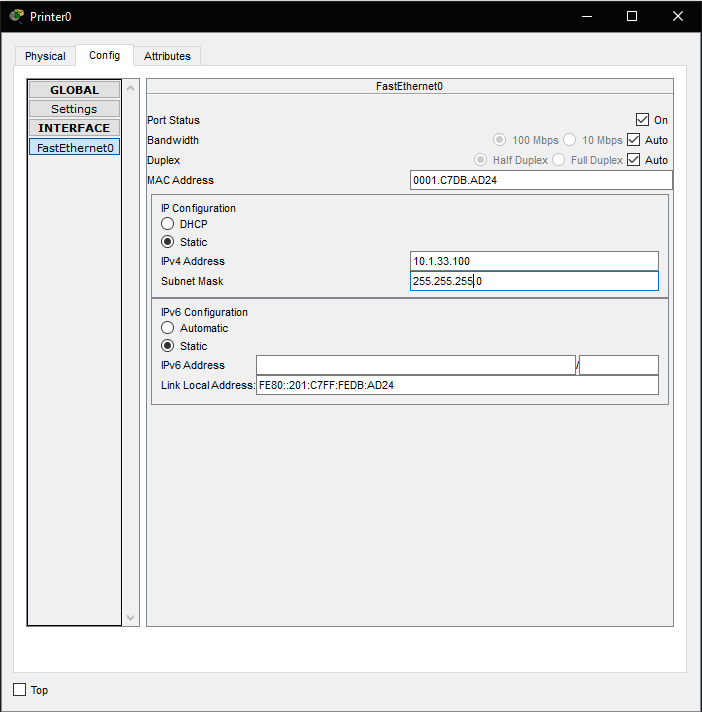 Printer0
Physical
Config
Attributes
GLOBAL
Settings
INTERFACE
FastEthernet0
FastEthernet0
Port Status
On
Bandwidth
100 Mbps
10 Mbps
Auto
Duplex
Half Duplex
Full Duplex
Auto
MAC Address
0001.C7DB.AD24
IP Configuration
DHCP
Static
IPv4 Address
10.1.33.100
Subnet Mask
255.255.255.0
IPv6 Configuration
Automatic
Static
IPv6 Address
/
Link Local Address:
FE80::201:C7FF:FEDB:AD24
Top